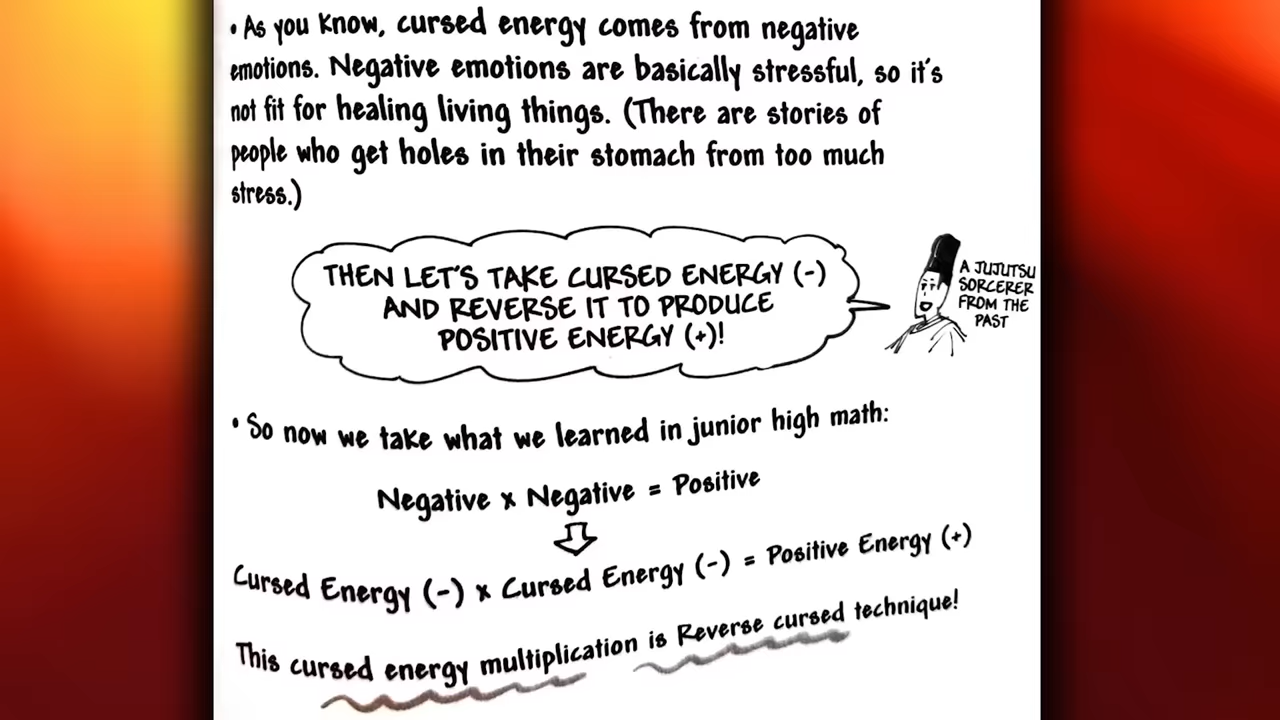 • As you know, cursed energy comes from negative
emotions. Negative emotions are basically stressful, so it's
not fit for healing living things. (There are stories of
people who get holes in their stomach from too much
stress.)
THEN LET'S TAKE CURSED ENERGY (-)
AND REVERSE IT TO PRODUCE
POSITIVE ENERGY (+)!
A JUJUTSU
SORCERER
FROM THE
PAST
• So now we take what we learned in junior high math:
Negative x Negative = Positive
Cursed Energy (-) x Cursed Energy (-) = Positive Energy (+)
This cursed energy multiplication is Reverse cursed technique!